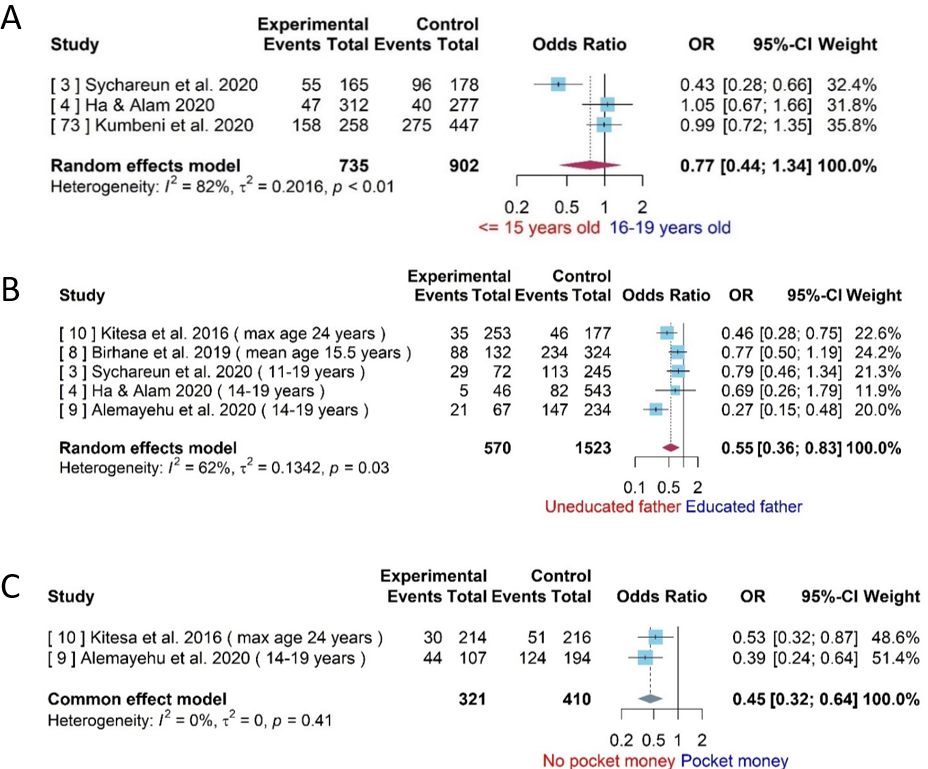 A
Experimental Control
Study Events Total Events Total Odds Ratio OR 95%-CI Weight
[ 3 ] Sychareun et al. 2020 55 165 96 178 0.43 [0.28; 0.66] 32.4%
[ 4 ] Ha & Alam 2020 47 312 40 277 1.05 [0.67; 1.66] 31.8%
[ 73 ] Kumbeni et al. 2020 158 258 275 447 0.99 [0.72; 1.35] 35.8%
Random effects model 735 902 0.77 [0.44; 1.34] 100.0%
Heterogeneity: I² = 82%, τ² = 0.2016, p < 0.01
0.2 0.5 1 2
<= 15 years old 16-19 years old
B
Experimental Control
Study Events Total Events Total Odds Ratio OR 95%-CI Weight
[ 10 ] Kitesa et al. 2016 ( max age 24 years ) 35 253 46 177 0.46 [0.28; 0.75] 22.6%
[ 8 ] Birhane et al. 2019 ( mean age 15.5 years ) 88 132 234 324 0.77 [0.50; 1.19] 24.2%
[ 3 ] Sychareun et al. 2020 ( 11-19 years ) 29 72 113 245 0.79 [0.46; 1.34] 21.3%
[ 4 ] Ha & Alam 2020 ( 14-19 years ) 5 46 82 543 0.69 [0.26; 1.79] 11.9%
[ 9 ] Alemayehu et al. 2020 ( 14-19 years ) 21 67 147 234 0.27 [0.15; 0.48] 20.0%
Random effects model 570 1523 0.55 [0.36; 0.83] 100.0%
Heterogeneity: I² = 62%, τ² = 0.1342, p = 0.03
0.1 0.5 2
Uneducated father Educated father
C
Experimental Control
Study Events Total Events Total Odds Ratio OR 95%-CI Weight
[ 10 ] Kitesa et al. 2016 ( max age 24 years ) 30 214 51 216 0.53 [0.32; 0.87] 48.6%
[ 9 ] Alemayehu et al. 2020 ( 14-19 years ) 44 107 124 194 0.39 [0.24; 0.64] 51.4%
Common effect model 321 410 0.45 [0.32; 0.64] 100.0%
Heterogeneity: I² = 0%, τ² = 0, p = 0.41
0.2 0.5 1 2
No pocket money Pocket money